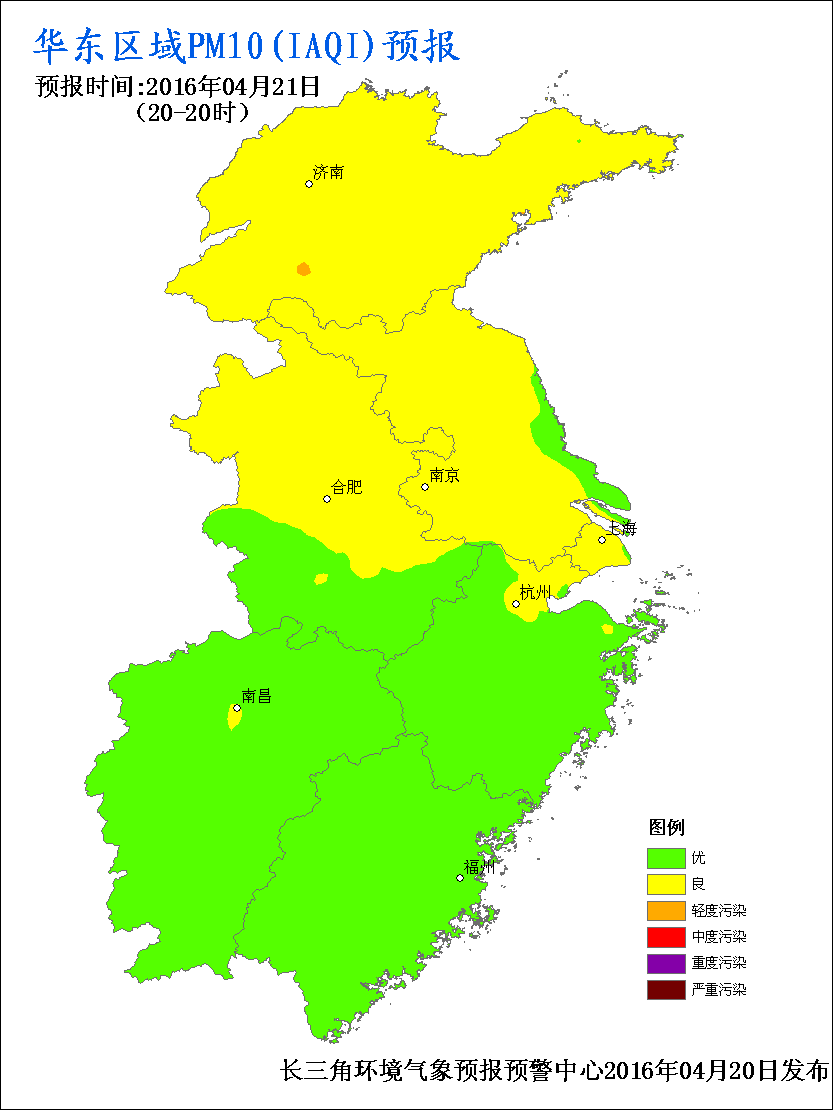 华东区域PM10(IAQI)预报
预报时间:2016年04月21日
(20-20时)
济南
南京
合肥
上海
杭州
南昌
福州
图例
优
良
轻度污染
中度污染
重度污染
严重污染
长三角环境气象预报预警中心2016年04月20日发布